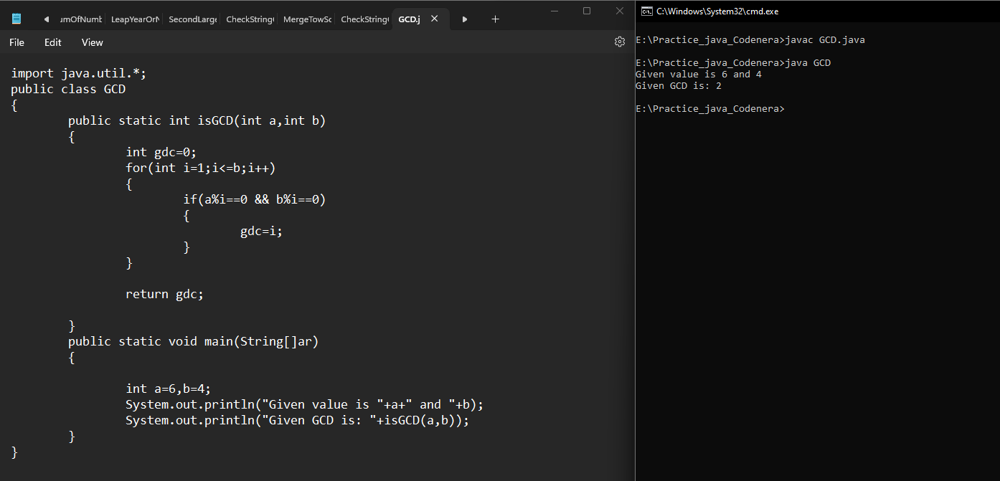 umOfNumb LeapYearOrN SecondLarge CheckString MergeTowSo CheckString GCD.j
File Edit View
import java.util.*;
public class GCD
{
public static int isGCD(int a,int b)
{
int gdc=0;
for(int i=1;i<=b;i++)
{
if(a%i==0 && b%i==0)
{
gdc=i;
}
}
return gdc;
}
public static void main(String[]ar)
{
int a=6,b=4;
System.out.println("Given value is "+a+" and "+b);
System.out.println("Given GCD is: "+isGCD(a,b));
}
}
C:\Windows\System32\cmd.exe
E:\Practice_java_Codenera>javac GCD.java
E:\Practice_java_Codenera>java GCD
Given value is 6 and 4
Given GCD is: 2
E:\Practice_java_Codenera>